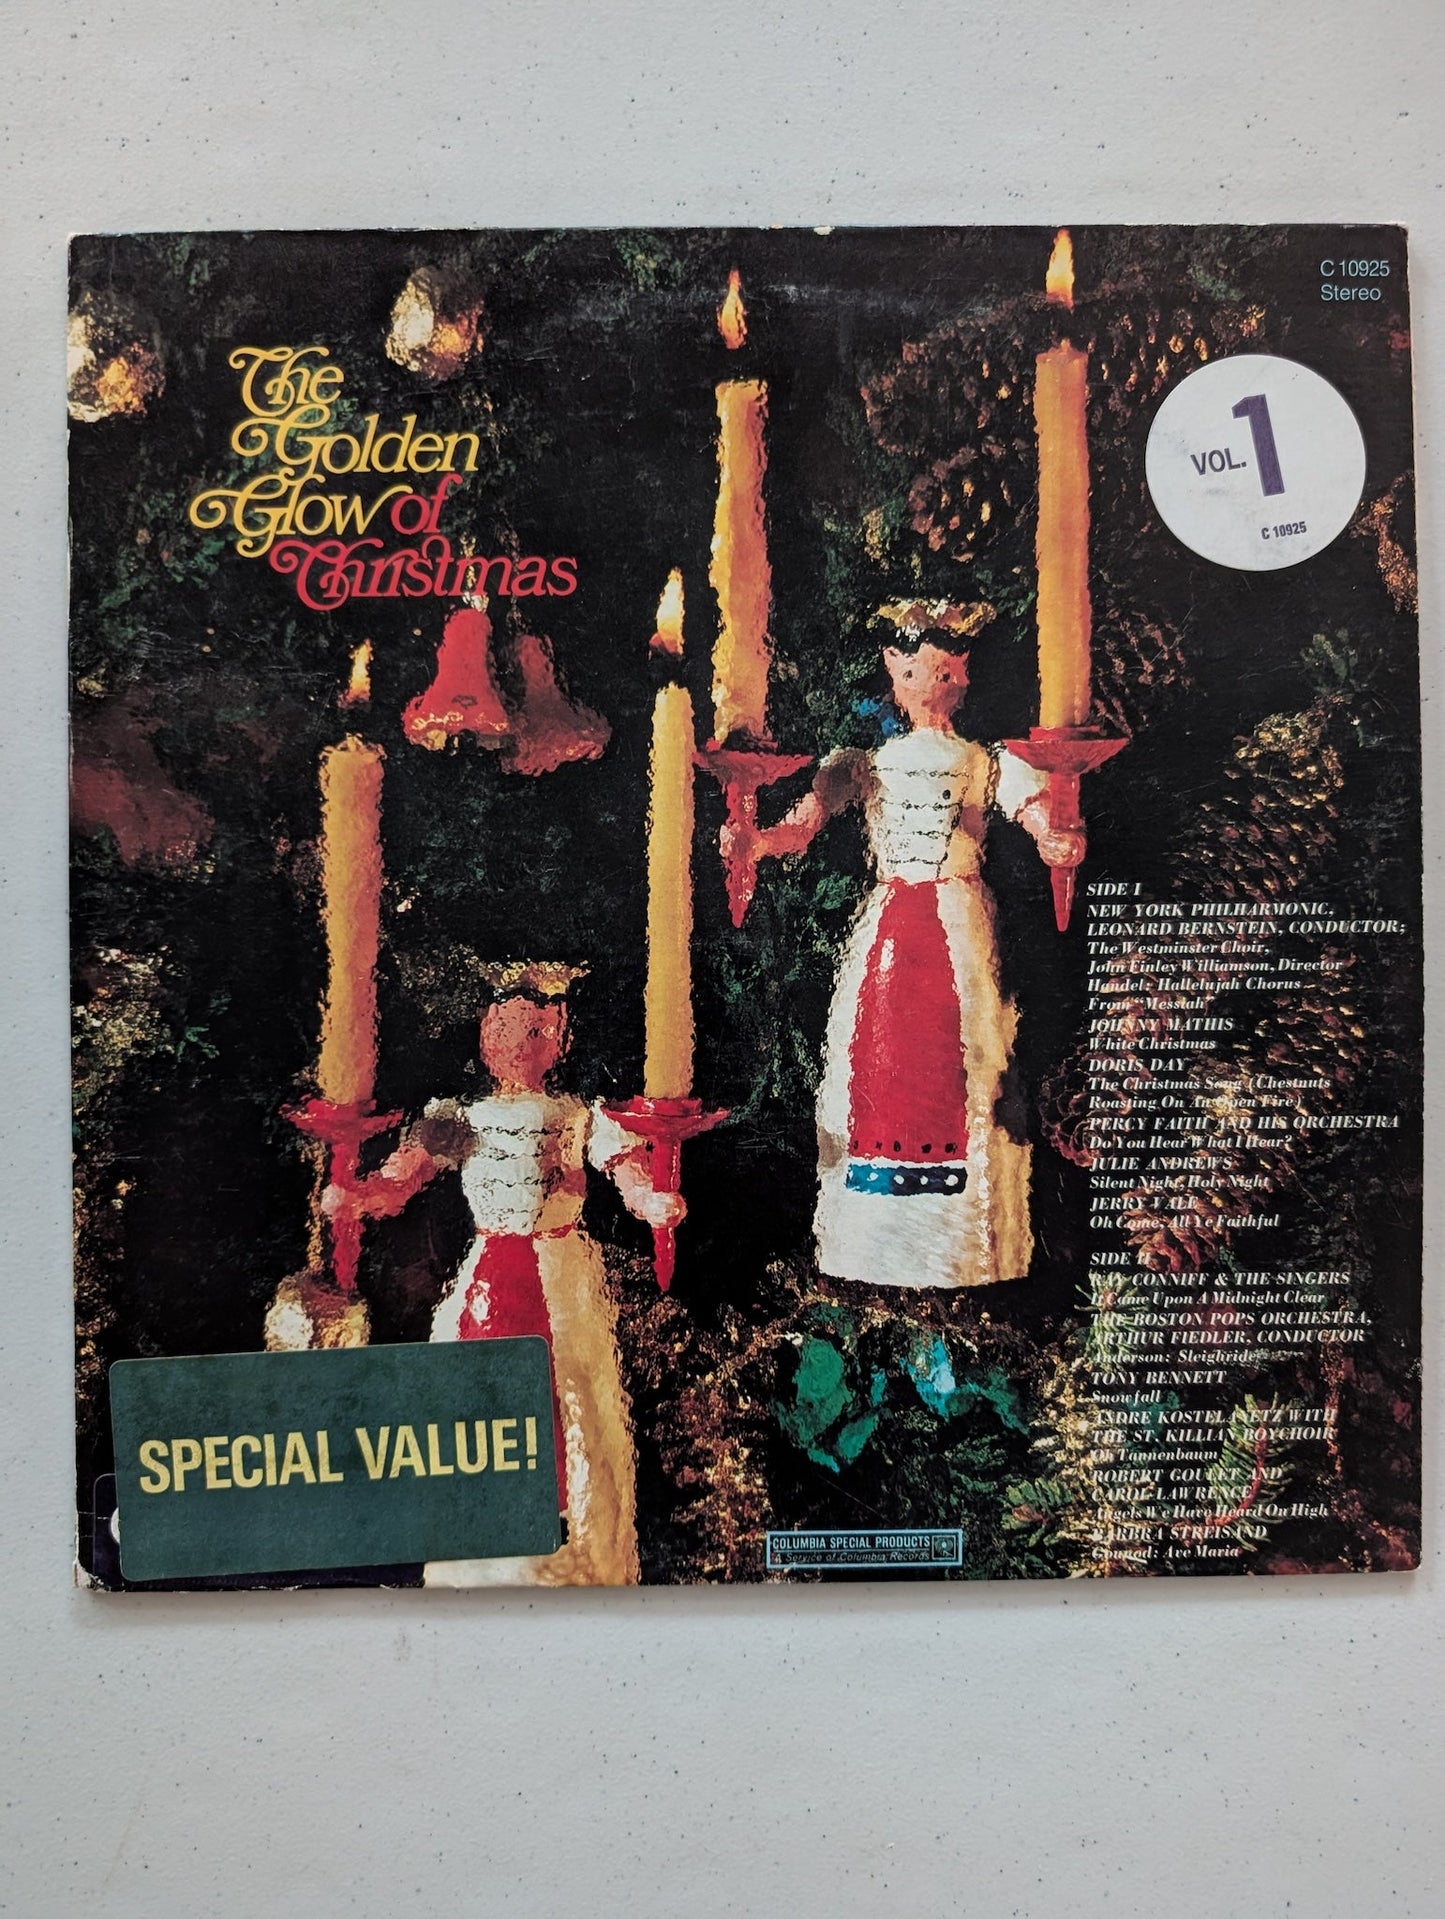 C 10925
Stereo
The
Golden
Glow of
Christmas
VOL. 1
C 10925
SIDE I
NEW YORK PHILHARMONIC,
LEONARD BERNSTEIN, CONDUCTOR;
The Westminster Choir,
John Finley Williamson, Director
Handel: Hallelujah Chorus
From "Messiah"
JOHNNY MATHIS
White Christmas
DORIS DAY
The Christmas Song (Chestnuts
Roasting On An Open Fire)
PERCY FAITH AND HIS ORCHESTRA
Do You Hear What I Hear?
JULIE ANDREWS
Silent Night, Holy Night
JERRY VALE
Oh Come, All Ye Faithful
SIDE II
RAY CONNIFF & THE SINGERS
It Came Upon A Midnight Clear
THE BOSTON POPS ORCHESTRA,
ARTHUR FIEDLER, CONDUCTOR
Anderson: Sleighride
TONY BENNETT
Snowfall
ANDRE KOSTELANETZ WITH
THE ST. KILLIAN BOYCHOIR
Oh Tannenbaum
ROBERT GOULET AND
CAROL LAWRENCE
Angels We Have Heard On High
BARBRA STREISAND
Gounod: Ave Maria
SPECIAL VALUE!
COLUMBIA SPECIAL PRODUCTS
A Service of Columbia Records